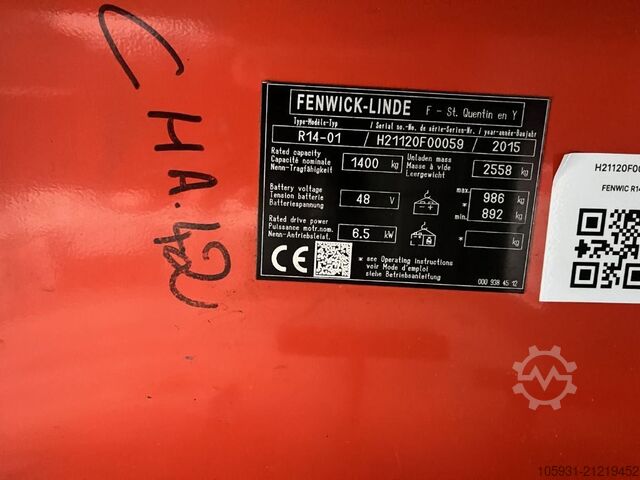 CHA.42
FENWICK-LINDE F - St. Quentin en Y
Type-Modèle-Typ / Serial no.-No. de série-Serien-Nr. / year-année-Baujahr
R14-01 / H21120F00059 / 2015
Rated capacity
Capacité nominale
Nenn-Tragfähigkeit
1400 kg
Unladen mass
Masse à vide
Leergewicht
2558 kg
Battery voltage
Tension batterie
Batteriespannung
48 V
max.
* 986 kg
min.
892 kg
Rated drive power
Puissance motr.nom.
Nenn-Antriebsleist.
6.5 kW
* kg
CE
* see Operating instructions
voir Mode d'emploi
siehe Betriebsanleitung
000 938 45 12
H21120F00
FENWIC R14
105931-21219452